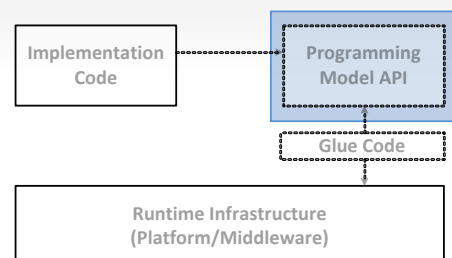 Implementation
Code
Programming
Model API
Glue Code
Runtime Infrastructure
(Platform/Middleware)